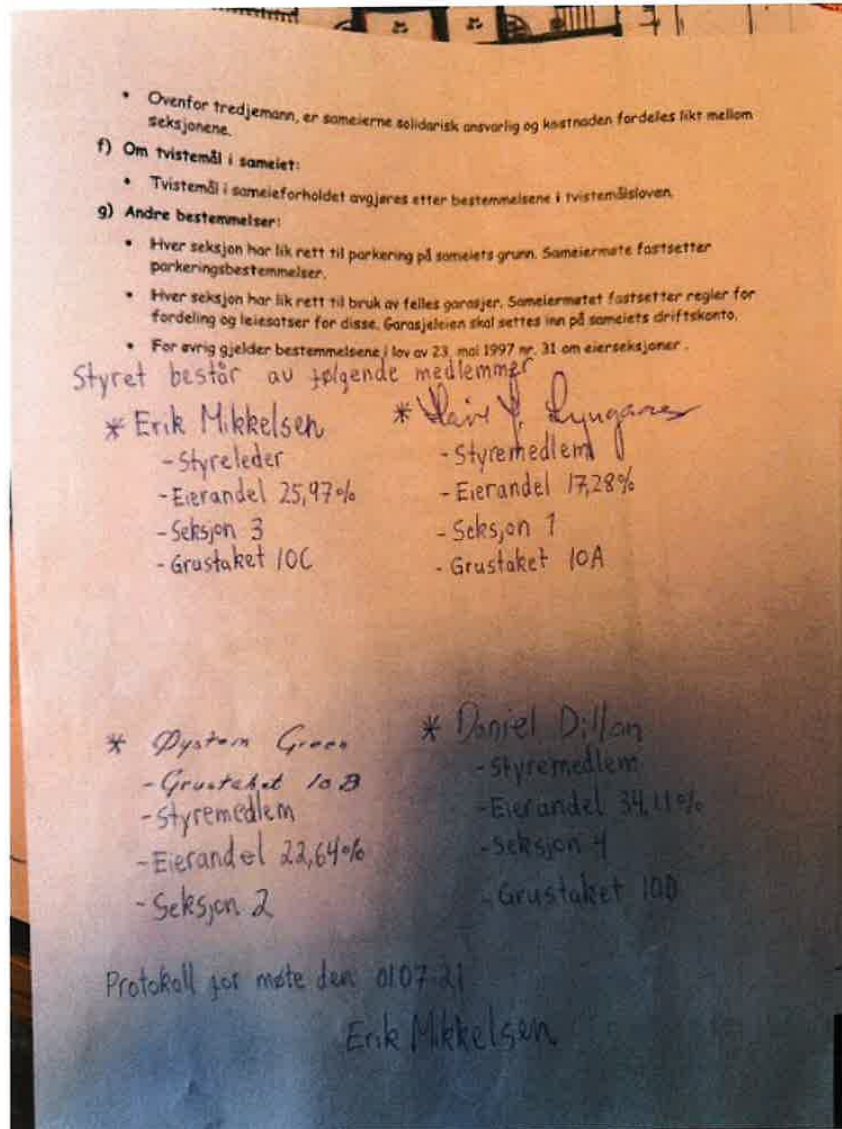 • Ovenfor tredjemann, er sameierne solidarisk ansvarlig og kostnaden fordeles likt mellom
seksjonene.
f) Om tvistemål i sameiet:
• Tvistemål i sameieforholdet avgjøres etter bestemmelsene i tvistemålsloven.
g) Andre bestemmelser:
• Hver seksjon har lik rett til parkering på sameiets grunn. Sameiermøte fastsetter
parkeringsbestemmelser.
• Hver seksjon har lik rett til bruk av felles garasjer. Sameiermøtet fastsetter regler for
fordeling og leiesatser for disse. Garasjeleien skal settes inn på sameiets driftskonto.
• For øvrig gjelder bestemmelsene i lov av 23. mai 1997 nr. 31 om eierseksjoner .
Styret består av følgende medlemmer
* Erik Mikkelsen
- Styreleder
- Eierandel 25,97%
- Seksjon 3
- Grustaket 10C
*
- Styremedlem
- Eierandel 17,28%
- Seksjon 1
- Grustaket 10A
* Øystein Green
- Grustaket 10B
- Styremedlem
- Eierandel 22,64%
- Seksjon 2
* Daniel Dillan
- Styremedlem
- Eierandel 34,11%
- Seksjon 4
- Grustaket 10D
Protokoll for møte den 01.07.21
Erik Mikkelsen